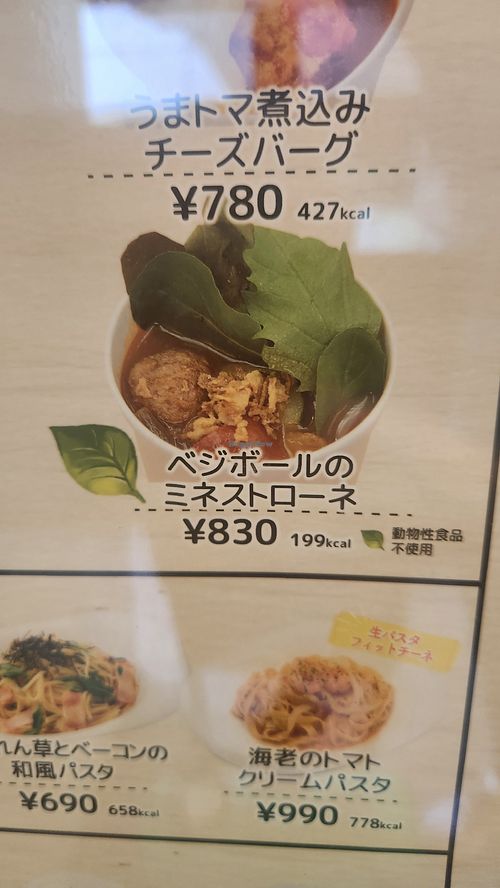 うまトマ煮込み
チーズバーグ
¥780 427kcal
ベジボールの
ミネストローネ
¥830 199kcal
動物性食品
不使用
れん草とベーコンの
和風パスタ
¥690 658kcal
生パスタ
フィットチーネ
海老のトマト
クリームパスタ
¥990 778kcal